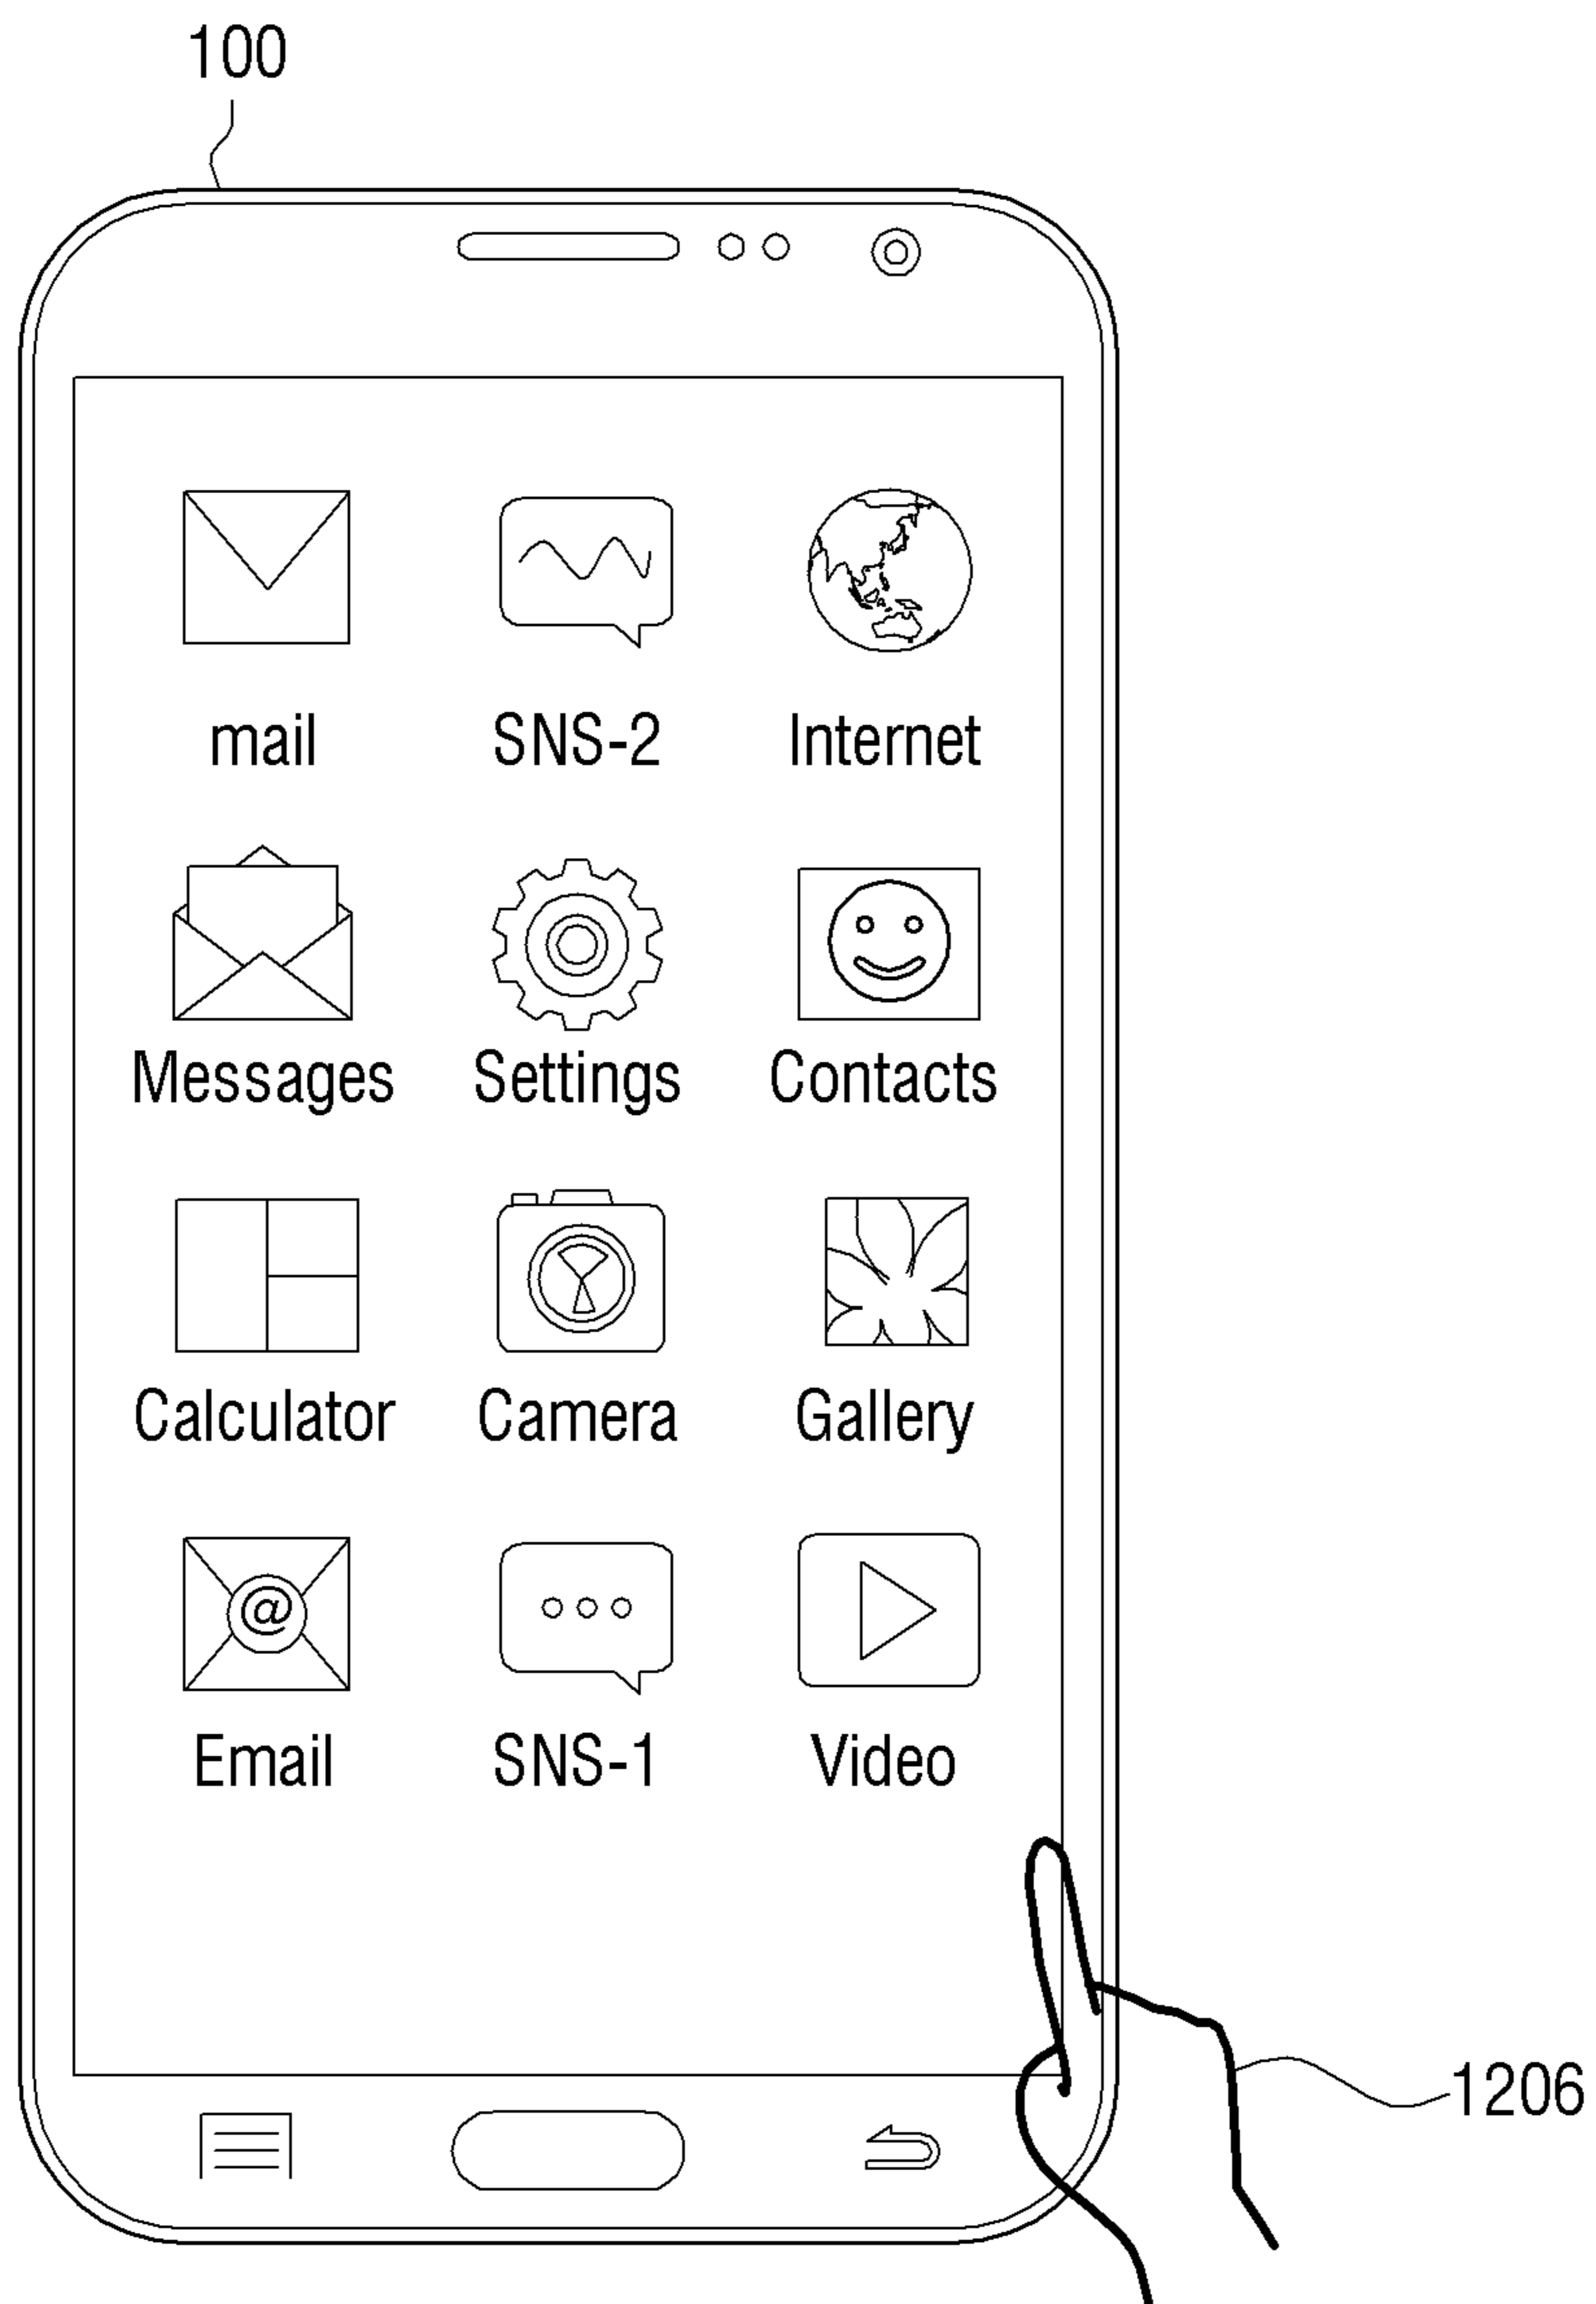 100
mail SNS-2 Internet
Messages Settings Contacts
Calculator Camera Gallery
@
Email SNS-1 Video
1206